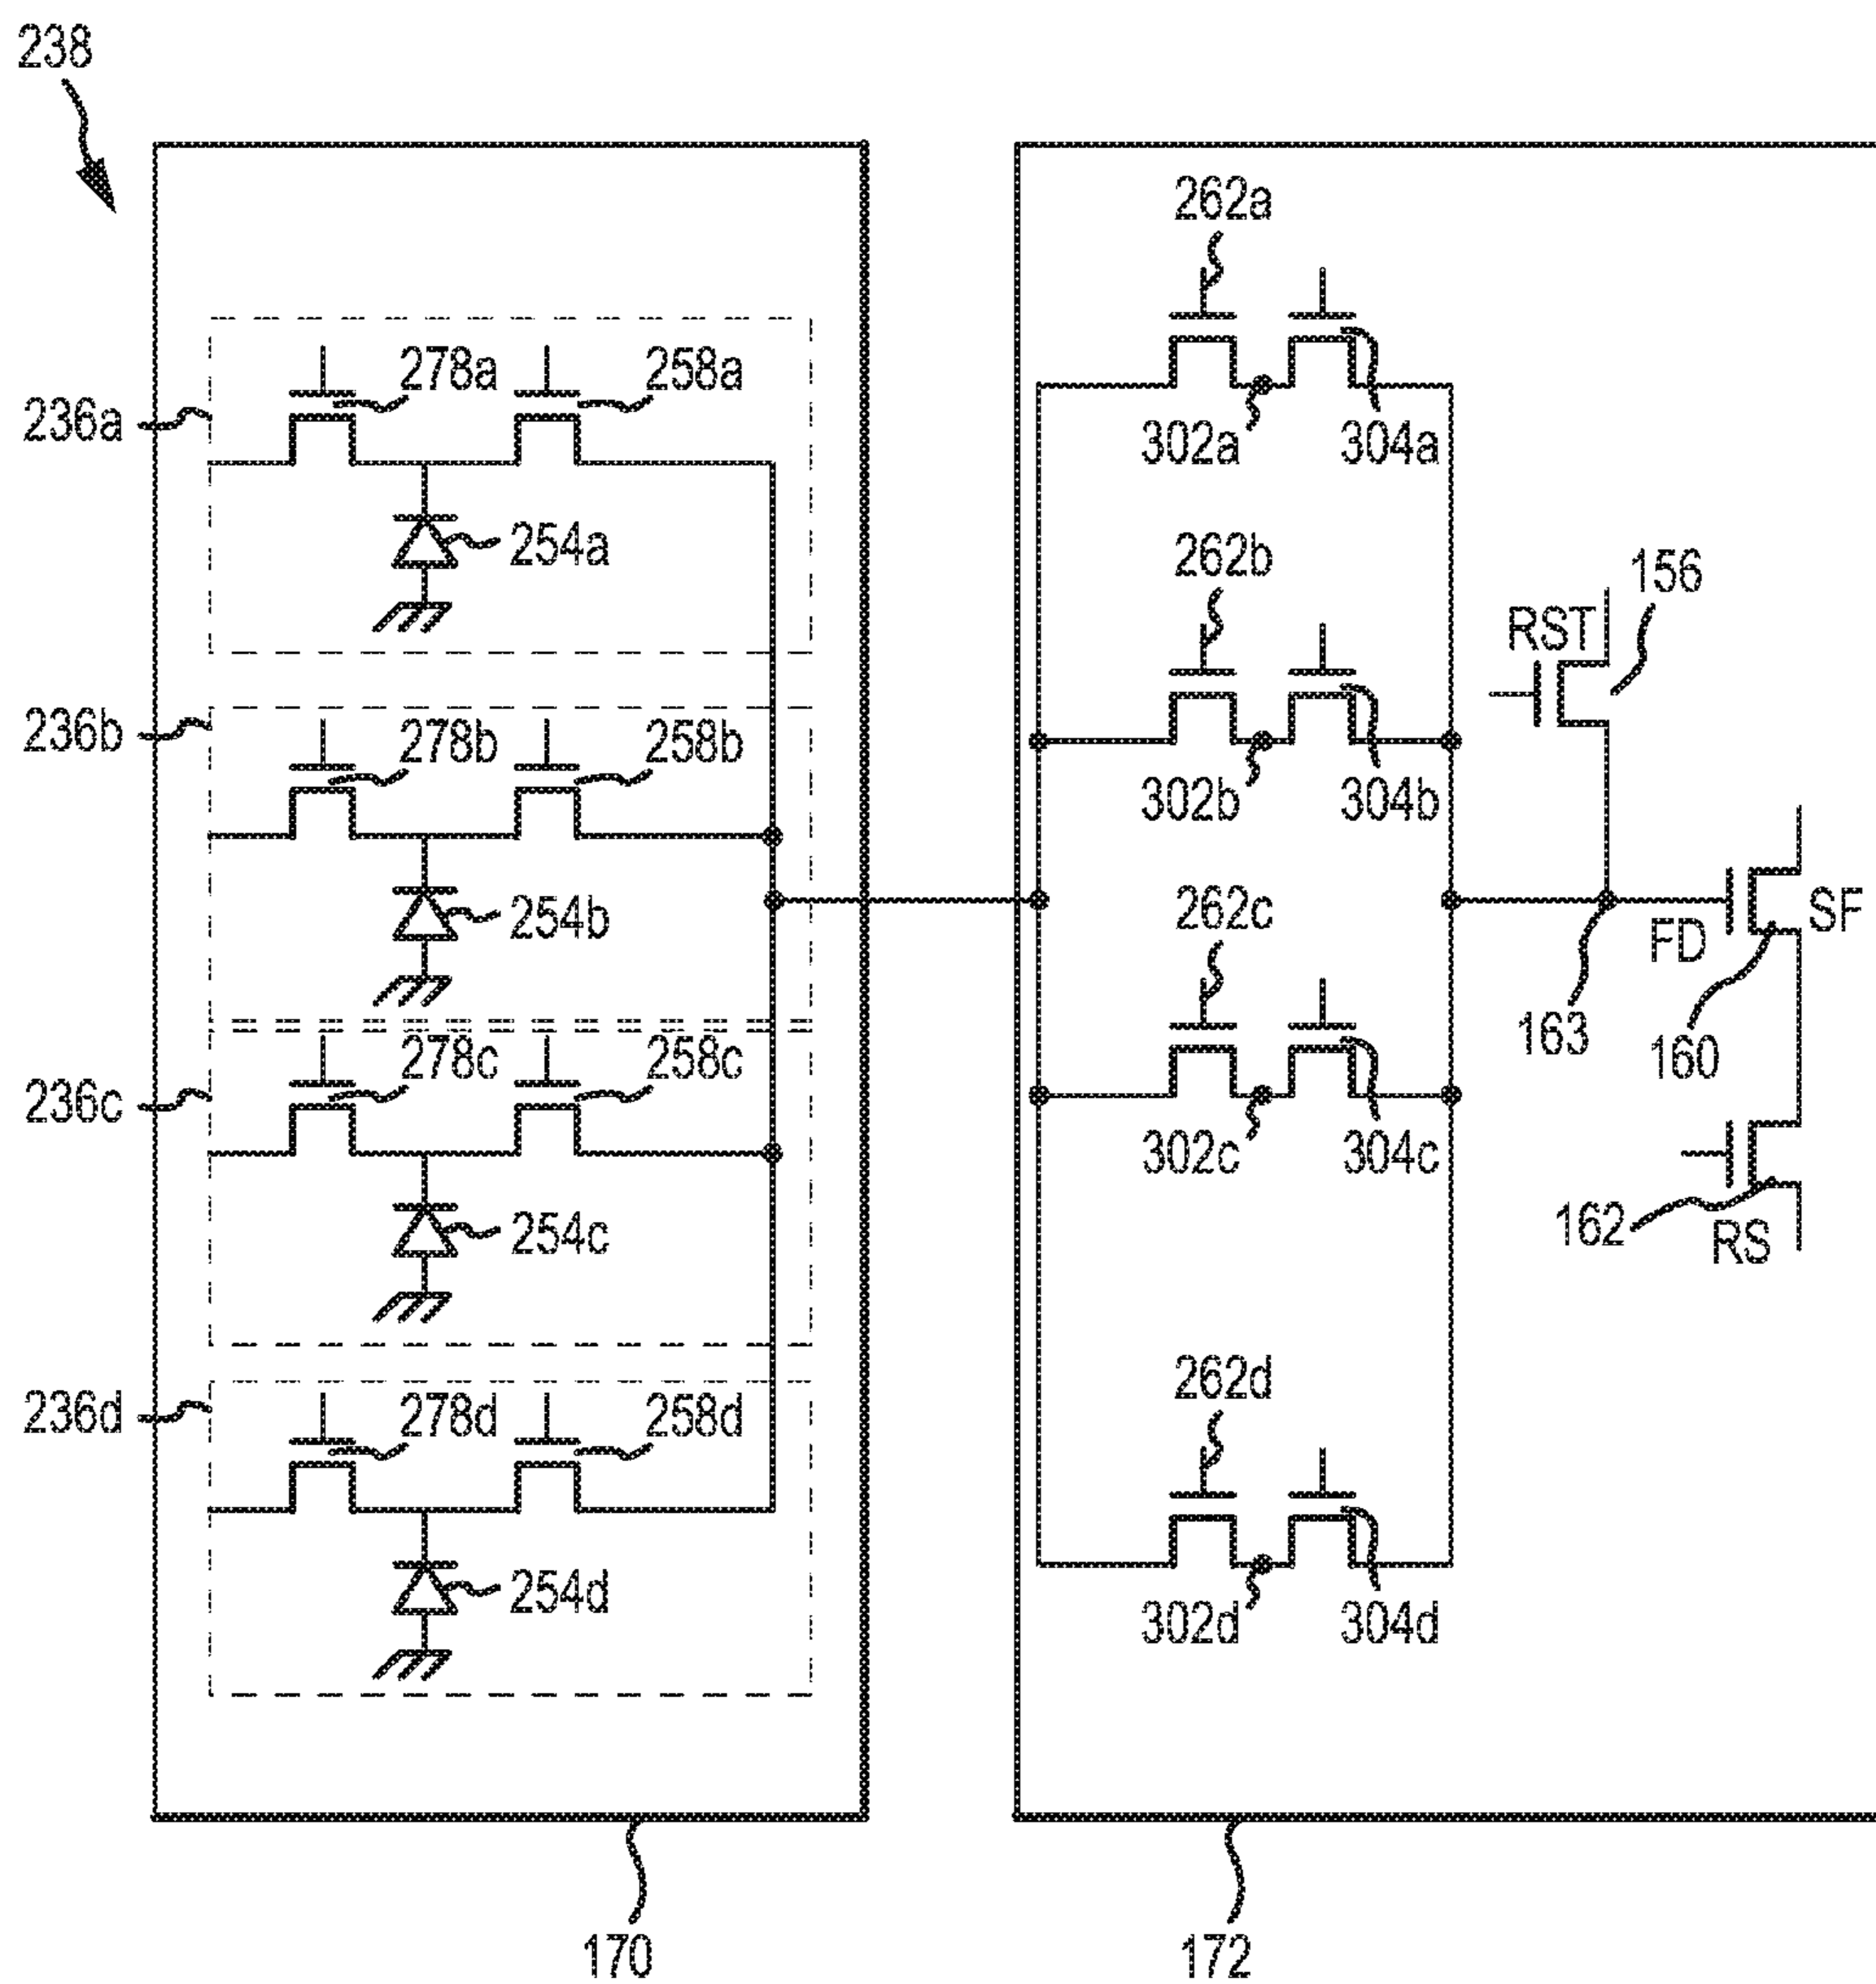 238
262a
278a
258a
236a
302a
304a
254a
262b
156
RST
236b
278b
258b
302b
304b
254b
262c
SF
FD
163
160
278c
258c
236c
302c
304c
254c
162
RS
262d
236d
278d
258d
254d
302d
304d
170
172